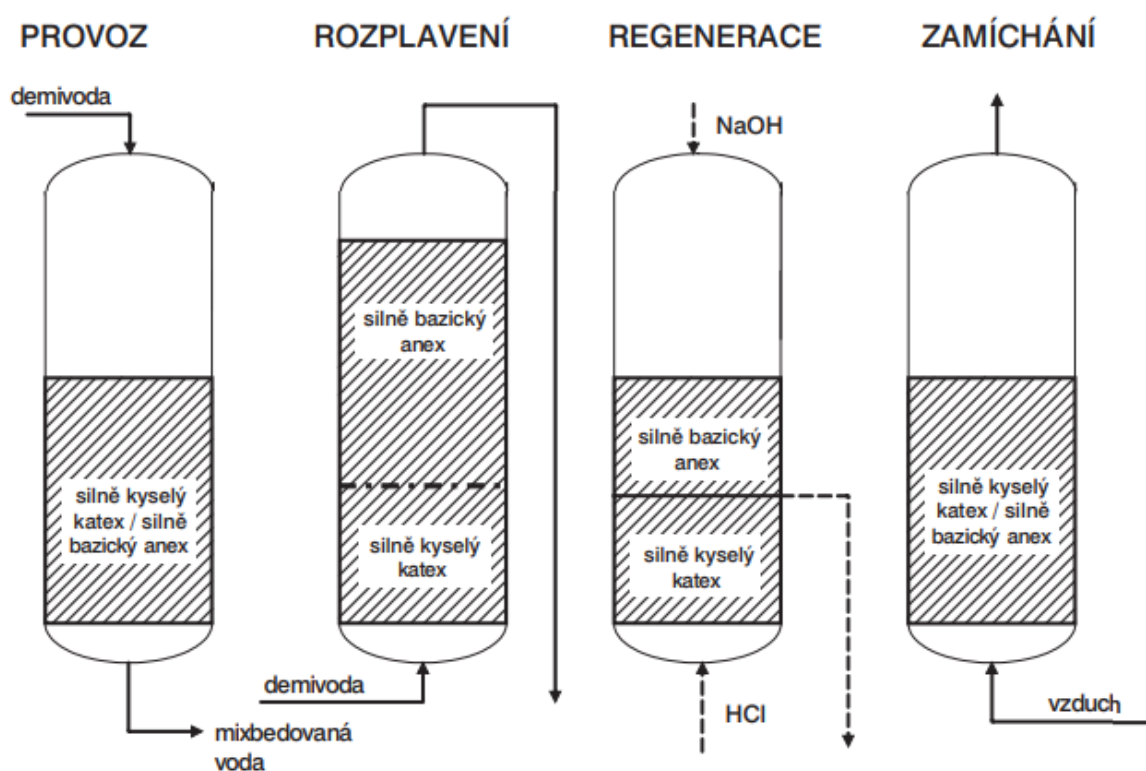 PROVOZ
ROZPLAVENÍ
REGENERACE
ZAMÍCHÁNÍ
demivoda
silně kyselý
katex / silně
bazický anex
mixbedovaná
voda
silně bazický
anex
silně kyselý
katex
demivoda
NaOH
silně bazický
anex
silně kyselý
katex
HCl
silně kyselý
katex / silně
bazický anex
vzduch